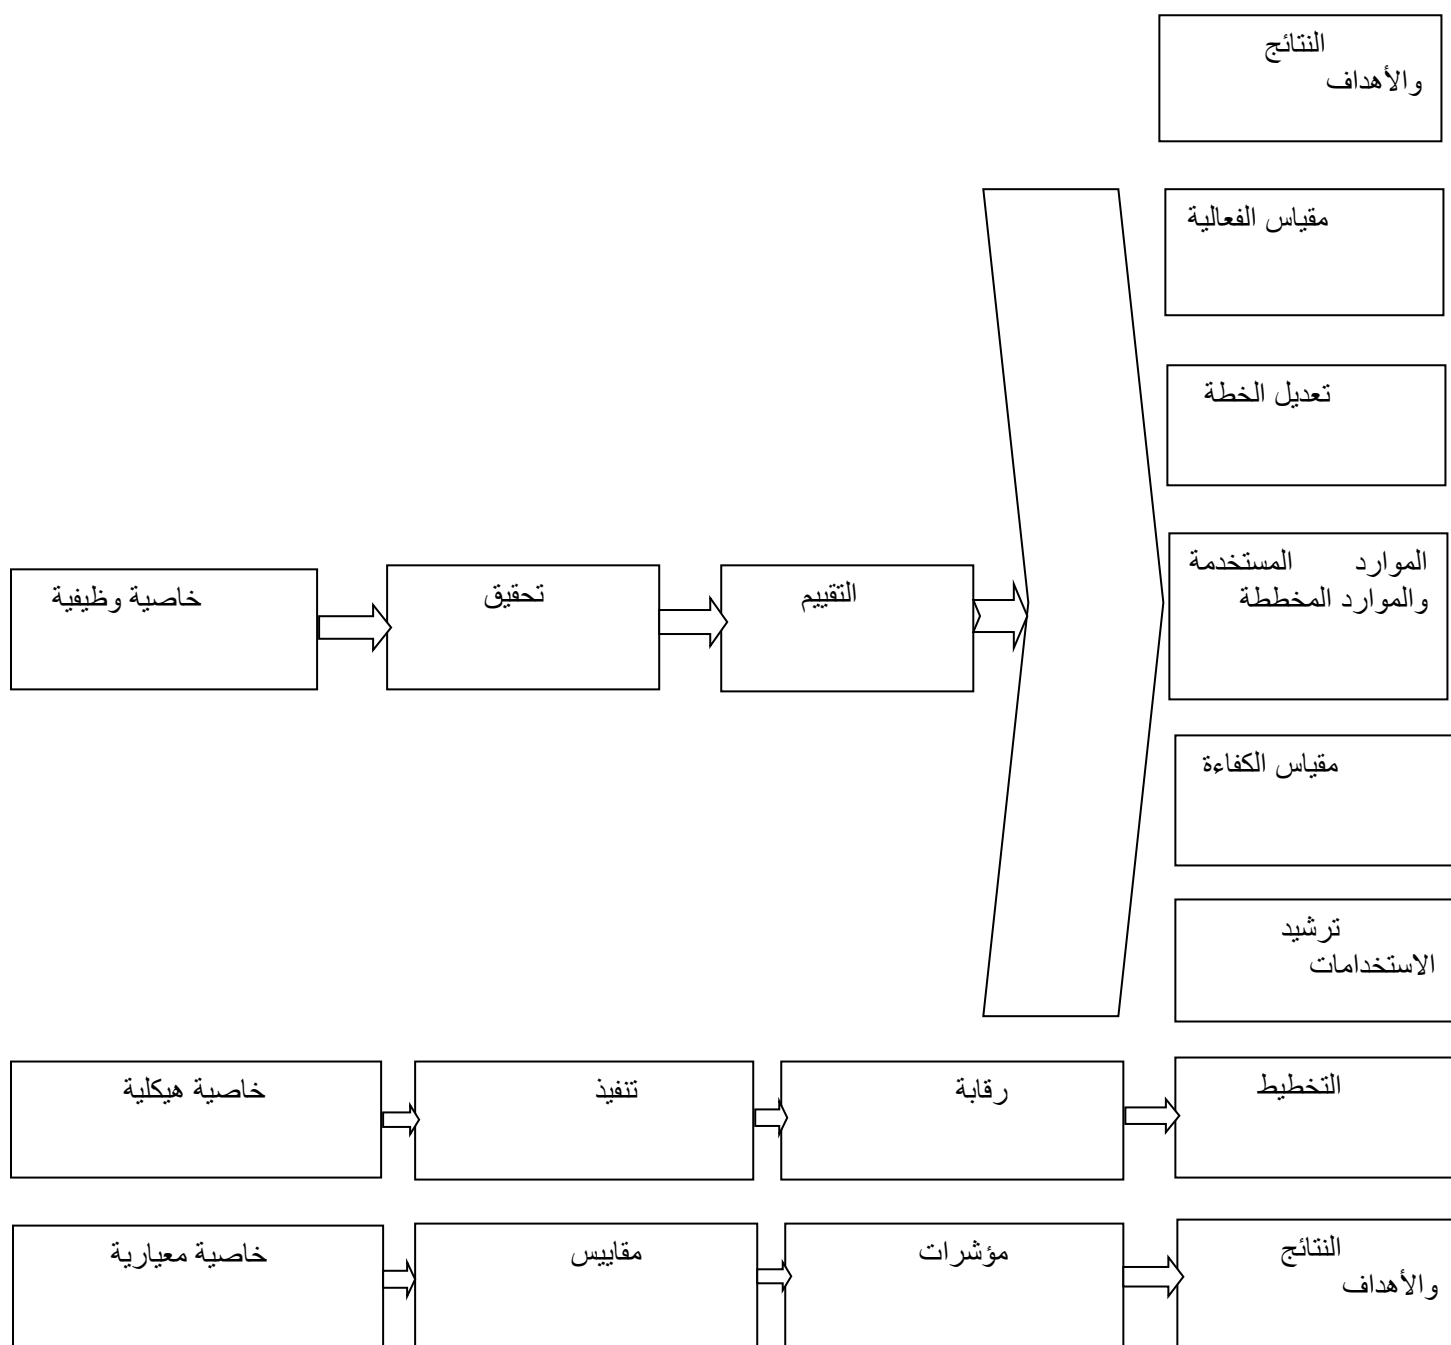 النتائج
والأهداف
مقياس الفعالية
تعديل الخطة
الموارد المستخدمة
والموارد المخططة
خاصية وظيفية
تحقيق
التقييم
مقياس الكفاءة
ترشيد
الاستخدامات
خاصية هيكلية
تنفيذ
رقابة
التخطيط
خاصية معيارية
مقاييس
مؤشرات
النتائج
والأهداف